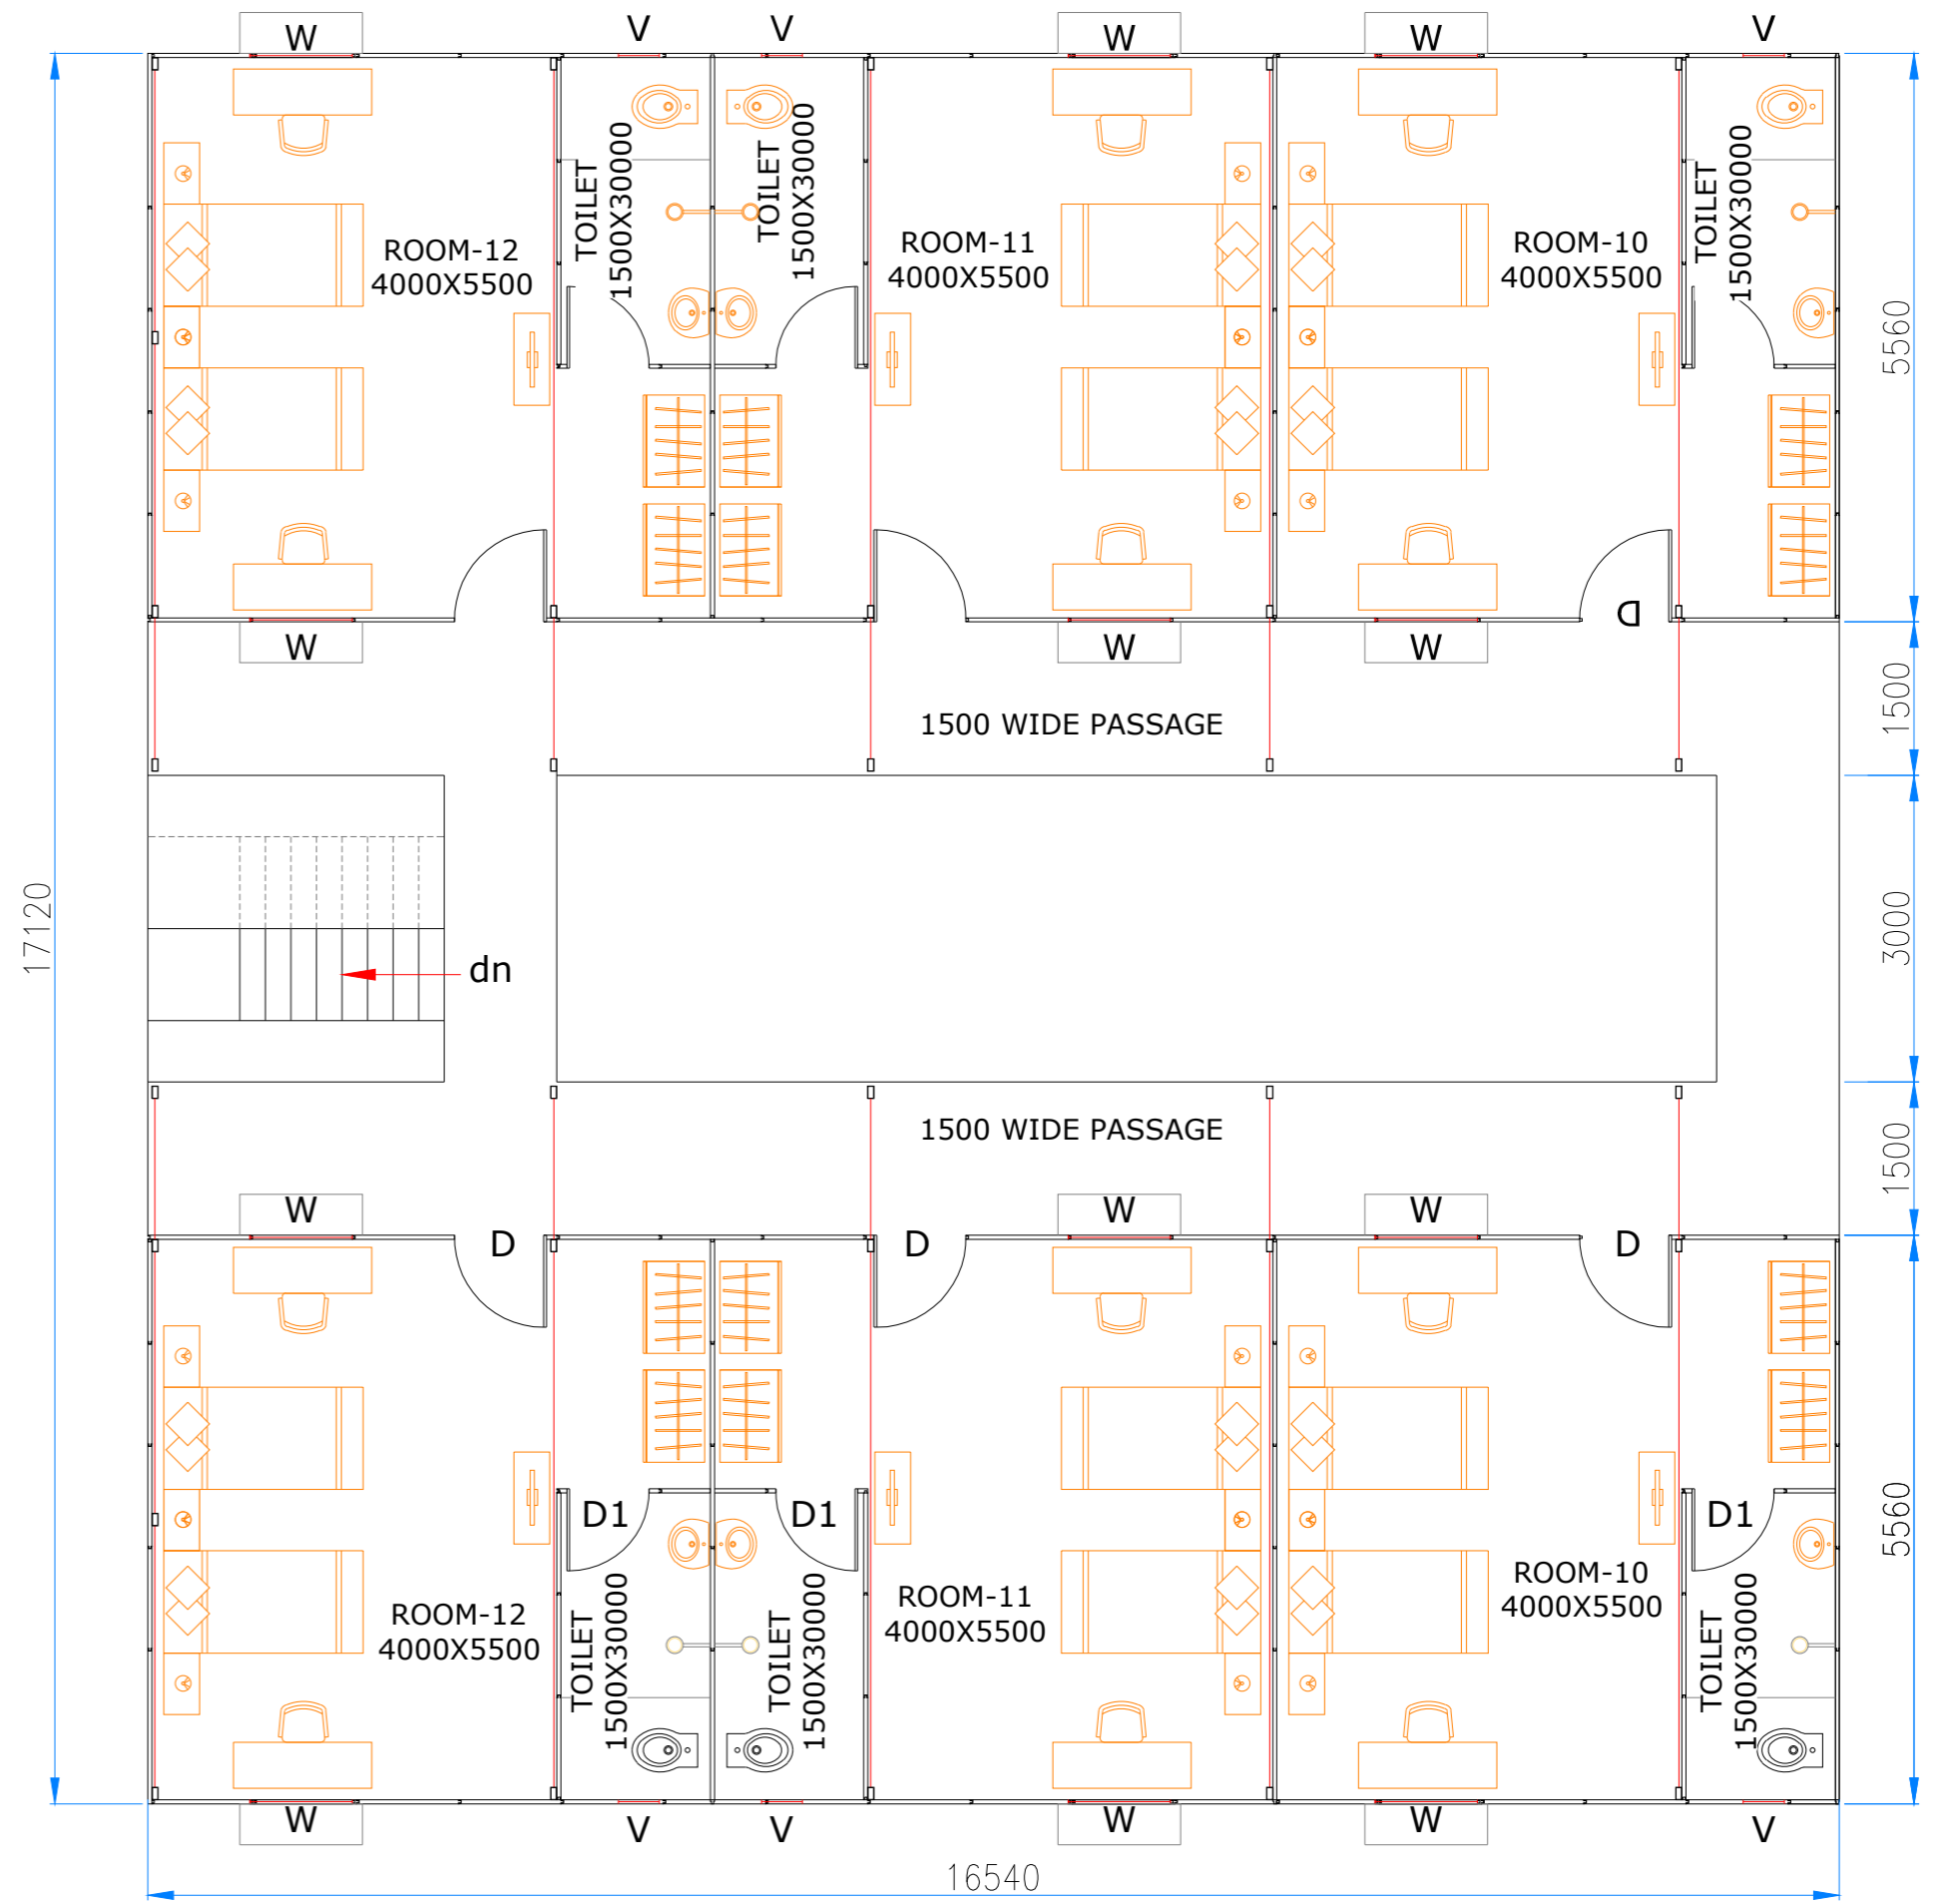 W
V
V
W
W
V
TOILET
1500X30000
TOILET
1500X30000
TOILET
1500X30000
ROOM-12
4000X5500
ROOM-11
4000X5500
ROOM-10
4000X5500
5560
D
W
W
W
1500
1500 WIDE PASSAGE
17120
3000
dn
1500 WIDE PASSAGE
1500
W
W
W
D
D
D
D1
D1
D1
5560
ROOM-12
4000X5500
ROOM-11
4000X5500
ROOM-10
4000X5500
TOILET
1500X30000
TOILET
1500X30000
TOILET
1500X30000
W
V
V
W
W
V
16540